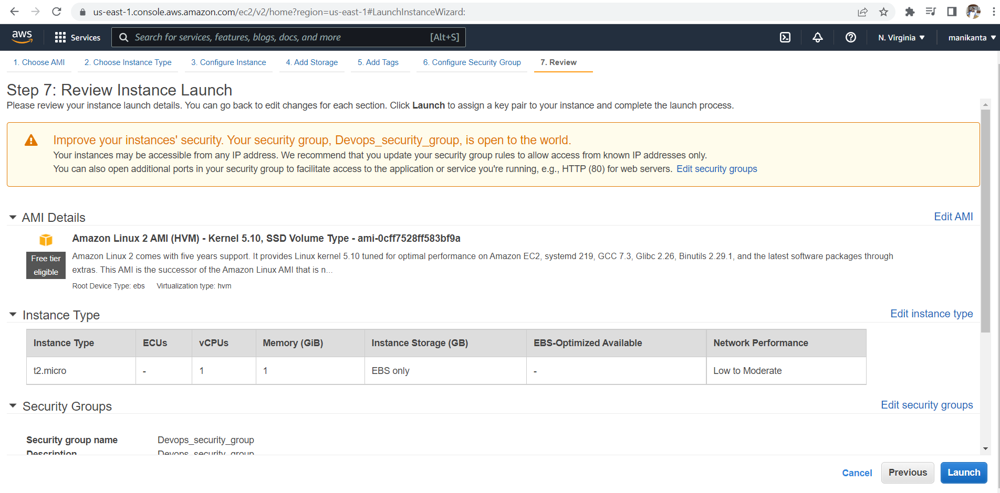 us-east-1.console.aws.amazon.com/ec2/v2/home?region=us-east-1#LaunchInstanceWizard:
aws Services Search for services, features, blogs, docs, and more [Alt+S] N. Virginia manikanta
1. Choose AMI 2. Choose Instance Type 3. Configure Instance 4. Add Storage 5. Add Tags 6. Configure Security Group 7. Review
Step 7: Review Instance Launch
Please review your instance launch details. You can go back to edit changes for each section. Click Launch to assign a key pair to your instance and complete the launch process.
Improve your instances' security. Your security group, Devops_security_group, is open to the world.
Your instances may be accessible from any IP address. We recommend that you update your security group rules to allow access from known IP addresses only.
You can also open additional ports in your security group to facilitate access to the application or service you're running, e.g., HTTP (80) for web servers. Edit security groups
AMI Details Edit AMI
Amazon Linux 2 AMI (HVM) - Kernel 5.10, SSD Volume Type - ami-0cff7528ff583bf9a
Free tier eligible
Amazon Linux 2 comes with five years support. It provides Linux kernel 5.10 tuned for optimal performance on Amazon EC2, systemd 219, GCC 7.3, Glibc 2.26, Binutils 2.29.1, and the latest software packages through
extras. This AMI is the successor of the Amazon Linux AMI that is n...
Root Device Type: ebs Virtualization type: hvm
Instance Type Edit instance type
Instance Type ECUs vCPUs Memory (GiB) Instance Storage (GB) EBS-Optimized Available Network Performance
t2.micro - 1 1 EBS only - Low to Moderate
Security Groups Edit security groups
Security group name Devops_security_group
Description Devops_security_group
Cancel Previous Launch